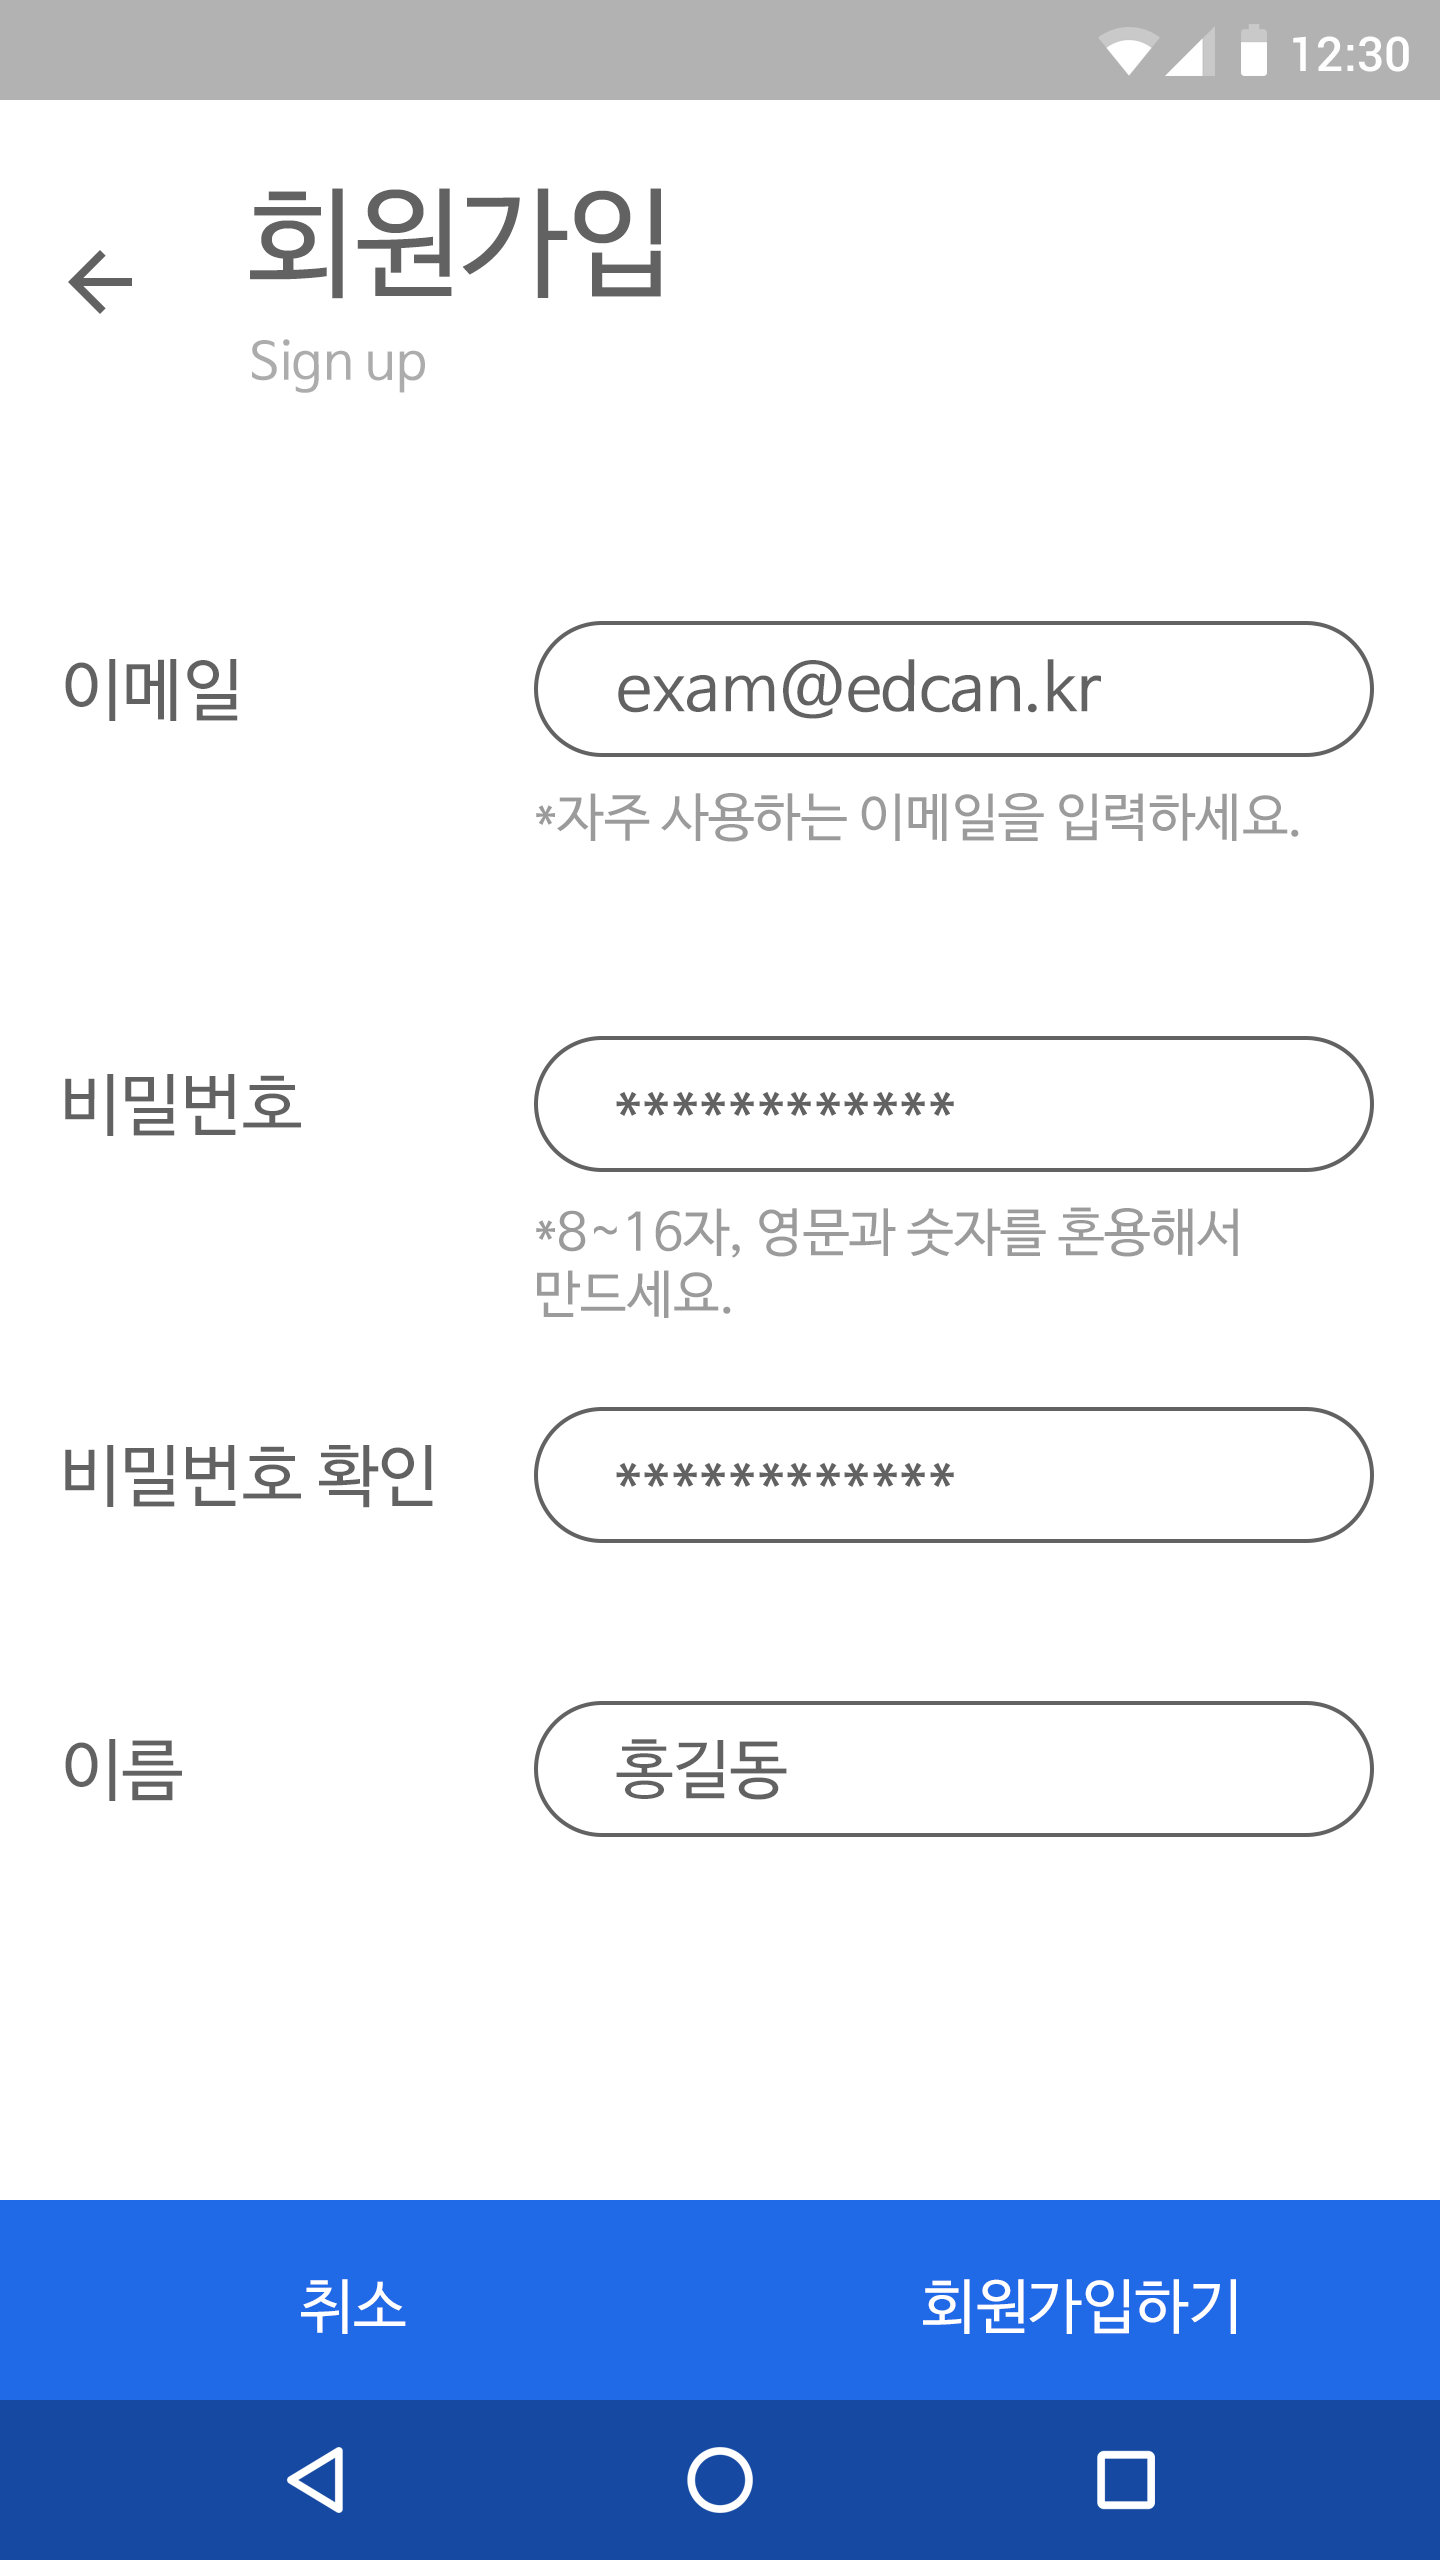 12:30
회원가입
Sign up
이메일
exam@edcan.kr
*자주 사용하는 이메일을 입력하세요.
비밀번호
************
*8~16자, 영문과 숫자를 혼용해서
만드세요.
비밀번호 확인
************
이름
홍길동
취소
회원가입하기